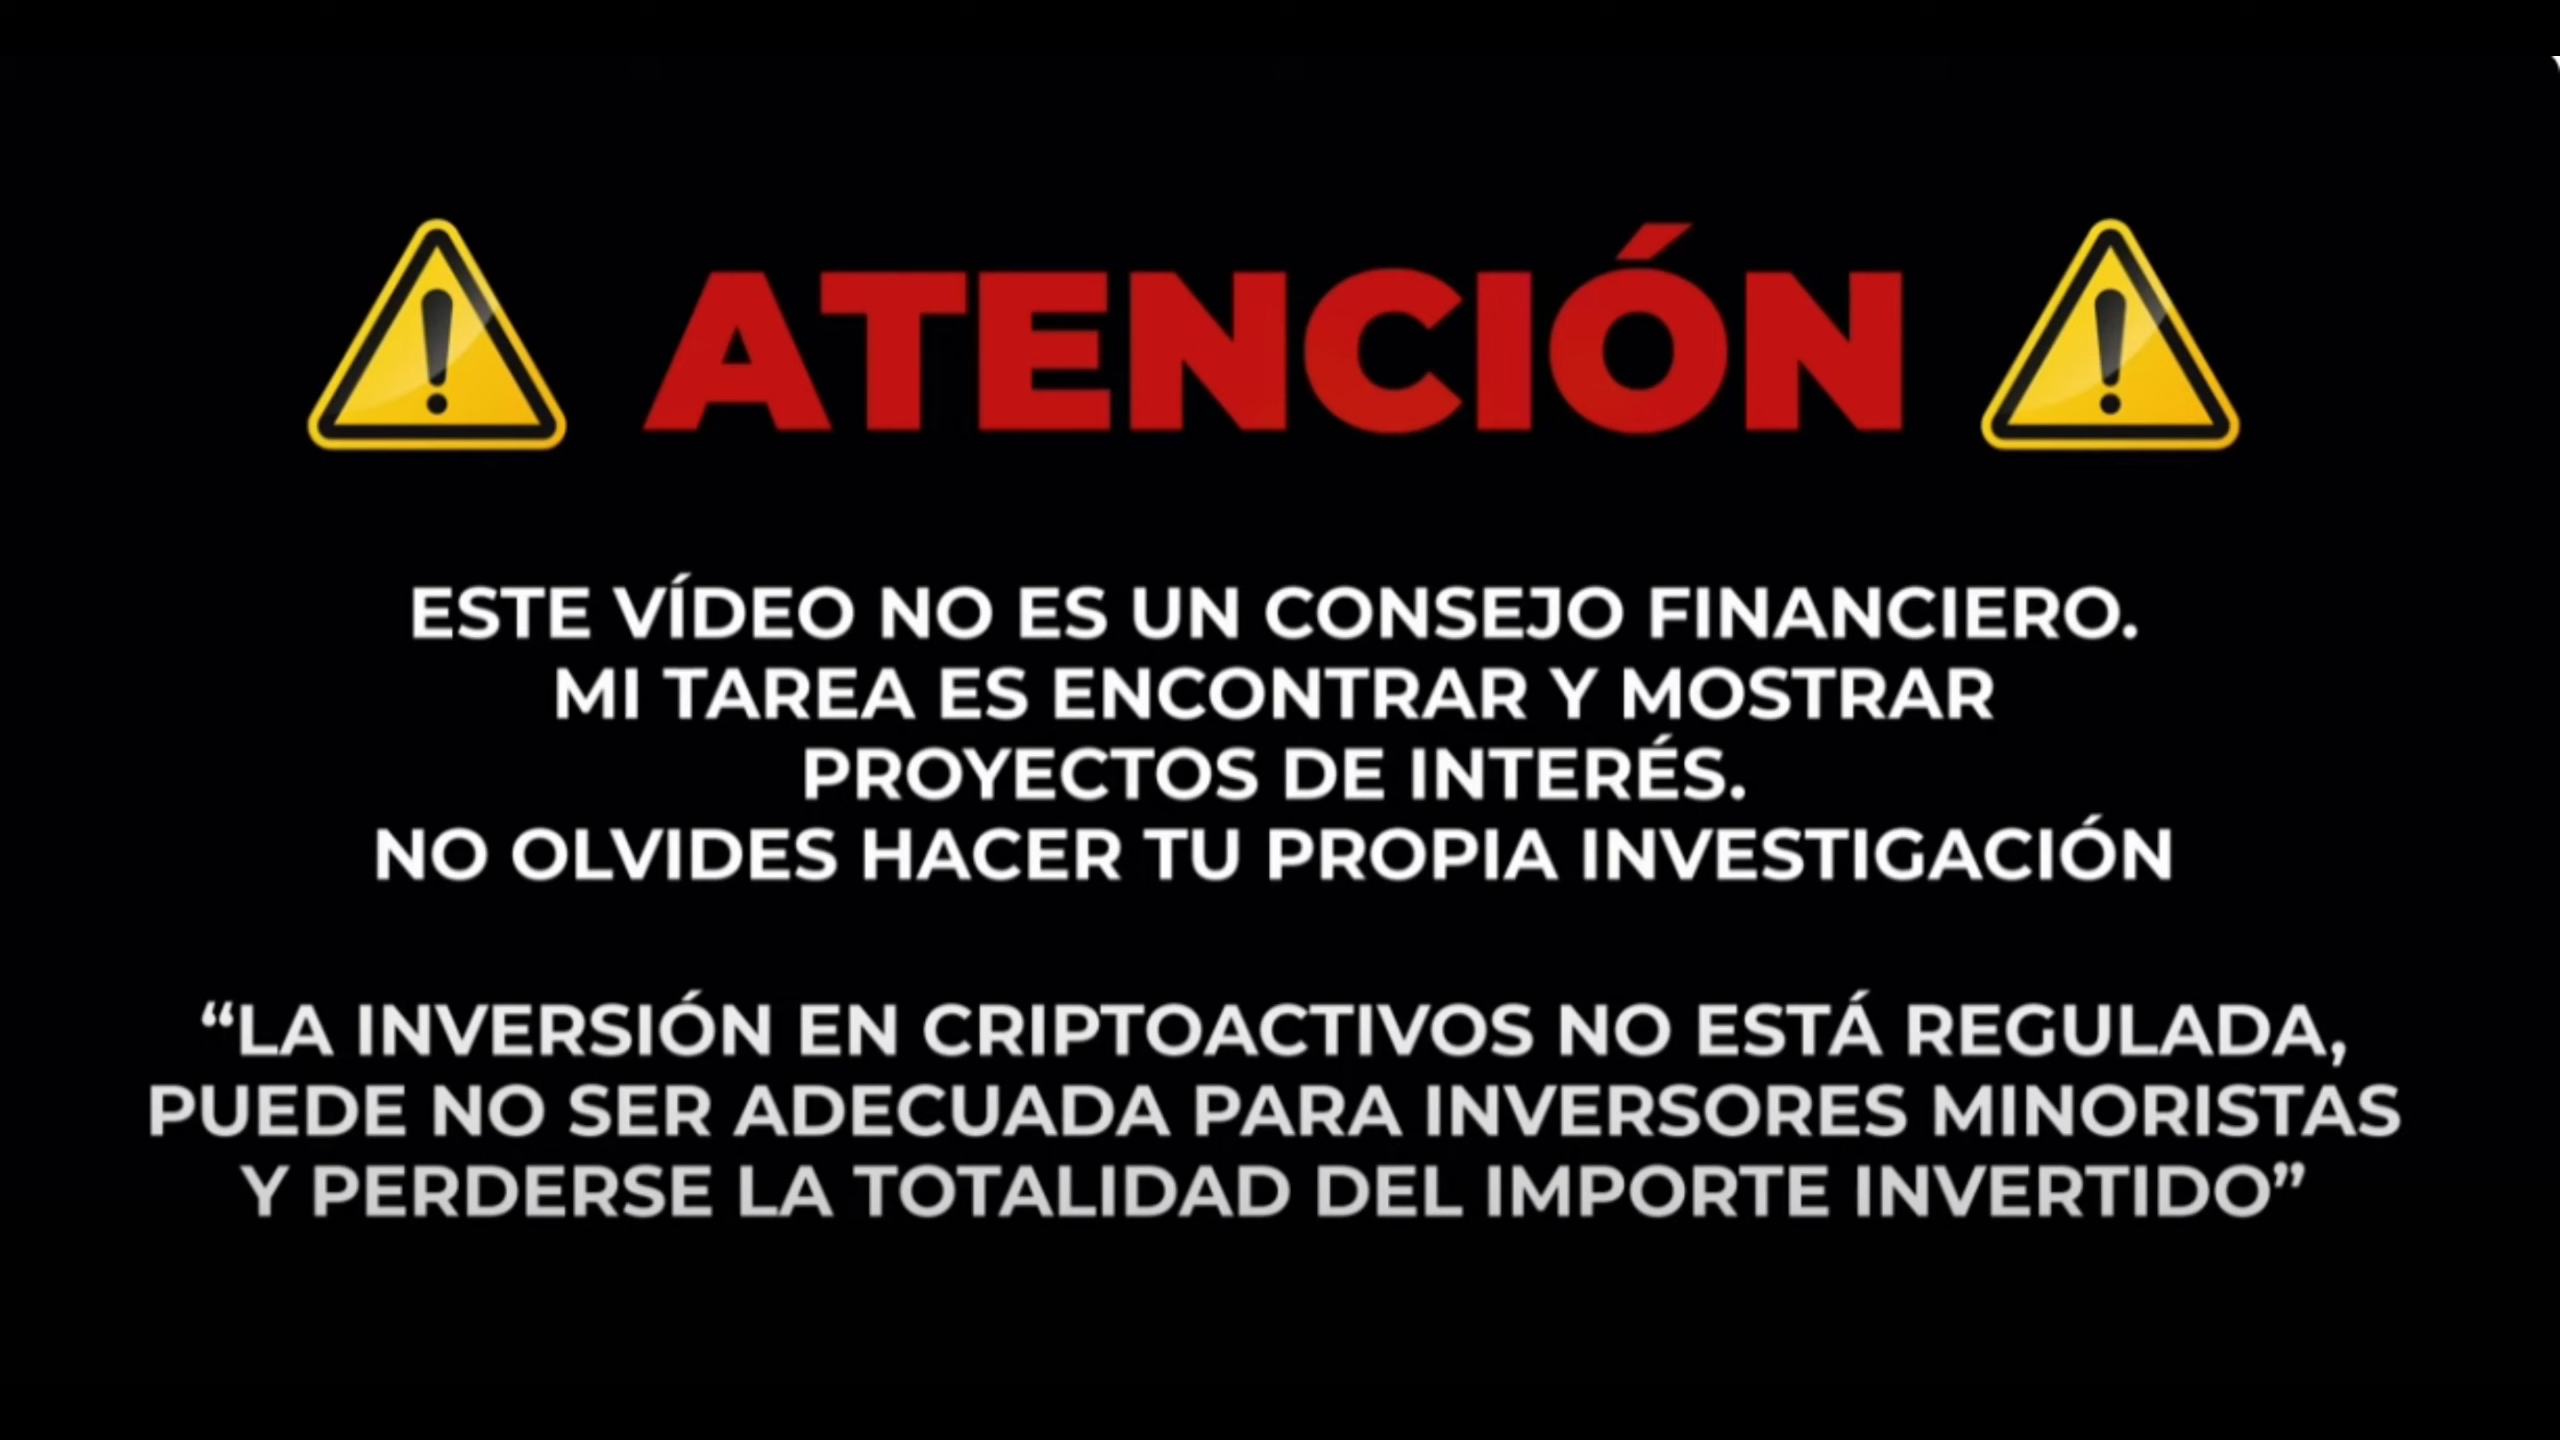 ATENCIÓN
ESTE VÍDEO NO ES UN CONSEJO FINANCIERO.
MI TAREA ES ENCONTRAR Y MOSTRAR
PROYECTOS DE INTERÉS.
NO OLVIDES HACER TU PROPIA INVESTIGACIÓN
“LA INVERSIÓN EN CRIPTOACTIVOS NO ESTÁ REGULADA,
PUEDE NO SER ADECUADA PARA INVERSORES MINORISTAS
Y PERDERSE LA TOTALIDAD DEL IMPORTE INVERTIDO”